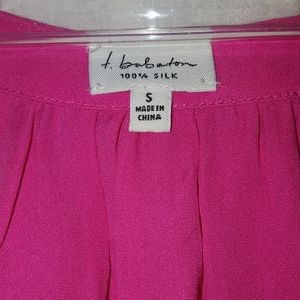 t. babaton
100% SILK
S
MADE IN
CHINA